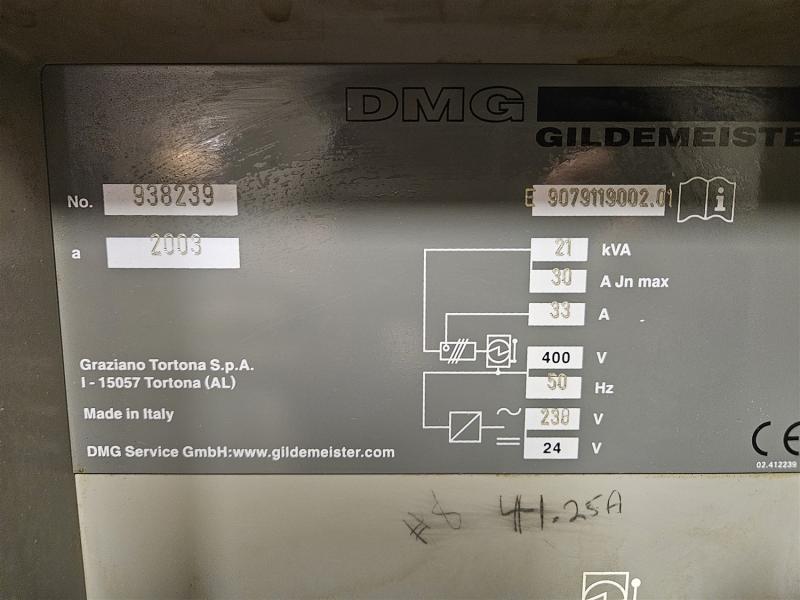 DMG
GILDEMEISTE
No. 938239
E 9079119002.01
i
a 2003
21 kVA
30 A Jn max
33 A
400 V
50 Hz
230 V
24 V
Graziano Tortona S.p.A.
I - 15057 Tortona (AL)
Made in Italy
DMG Service GmbH:www.gildemeister.com
CE
02.412239
#8 41.25A